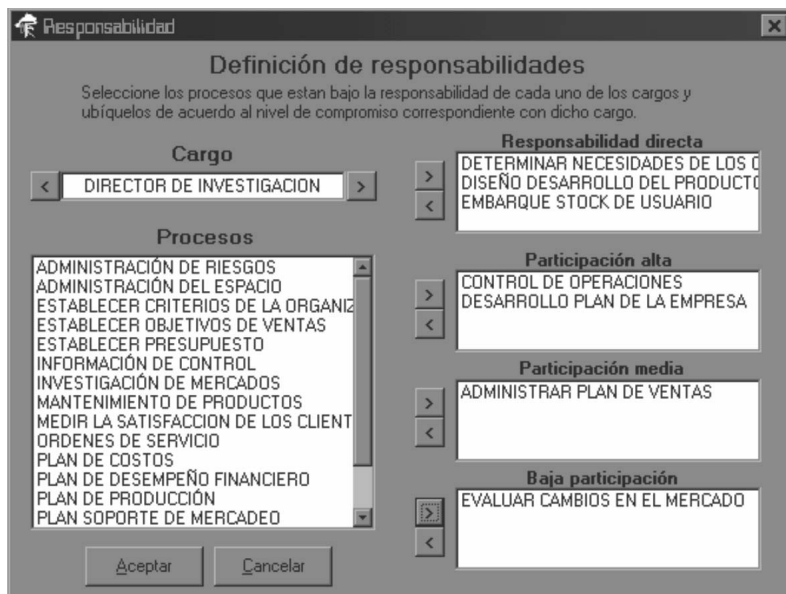 Responsabilidad
Definición de responsabilidades
Seleccione los procesos que estan bajo la responsabilidad de cada uno de los cargos y
ubíquelos de acuerdo al nivel de compromiso correspondiente con dicho cargo.
Cargo
< DIRECTOR DE INVESTIGACION >
Procesos
ADMINISTRACIÓN DE RIESGOS
ADMINISTRACIÓN DEL ESPACIO
ESTABLECER CRITERIOS DE LA ORGANIZ
ESTABLECER OBJETIVOS DE VENTAS
ESTABLECER PRESUPUESTO
INFORMACIÓN DE CONTROL
INVESTIGACIÓN DE MERCADOS
MANTENIMIENTO DE PRODUCTOS
MEDIR LA SATISFACCION DE LOS CLIENT
ORDENES DE SERVICIO
PLAN DE COSTOS
PLAN DE DESEMPEÑO FINANCIERO
PLAN DE PRODUCCIÓN
PLAN SOPORTE DE MERCADEO
Aceptar Cancelar
Responsabilidad directa
>
<
DETERMINAR NECESIDADES DE LOS C
DISEÑO DESARROLLO DEL PRODUCTO
EMBARQUE STOCK DE USUARIO
Participación alta
>
<
CONTROL DE OPERACIONES
DESARROLLO PLAN DE LA EMPRESA
Participación media
>
<
ADMINISTRAR PLAN DE VENTAS
Baja participación
>
<
EVALUAR CAMBIOS EN EL MERCADO